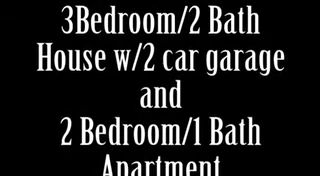 3Bedroom/2 Bath
House w/2 car garage
and
2 Bedroom/1 Bath
Apartment